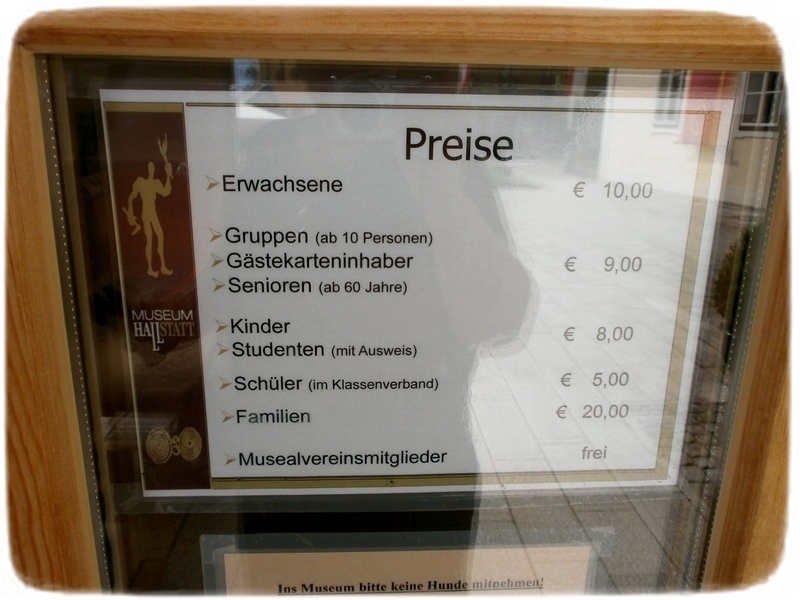 Preise
Erwachsene € 10,00
Gruppen (ab 10 Personen)
Gästekarteninhaber € 9,00
Senioren (ab 60 Jahre)
Kinder € 8,00
Studenten (mit Ausweis)
Schüler (im Klassenverband) € 5,00
Familien € 20,00
Musealvereinsmitglieder frei
MUSEUM
HALLSTATT
Ins Museum bitte keine Hunde mitnehmen!